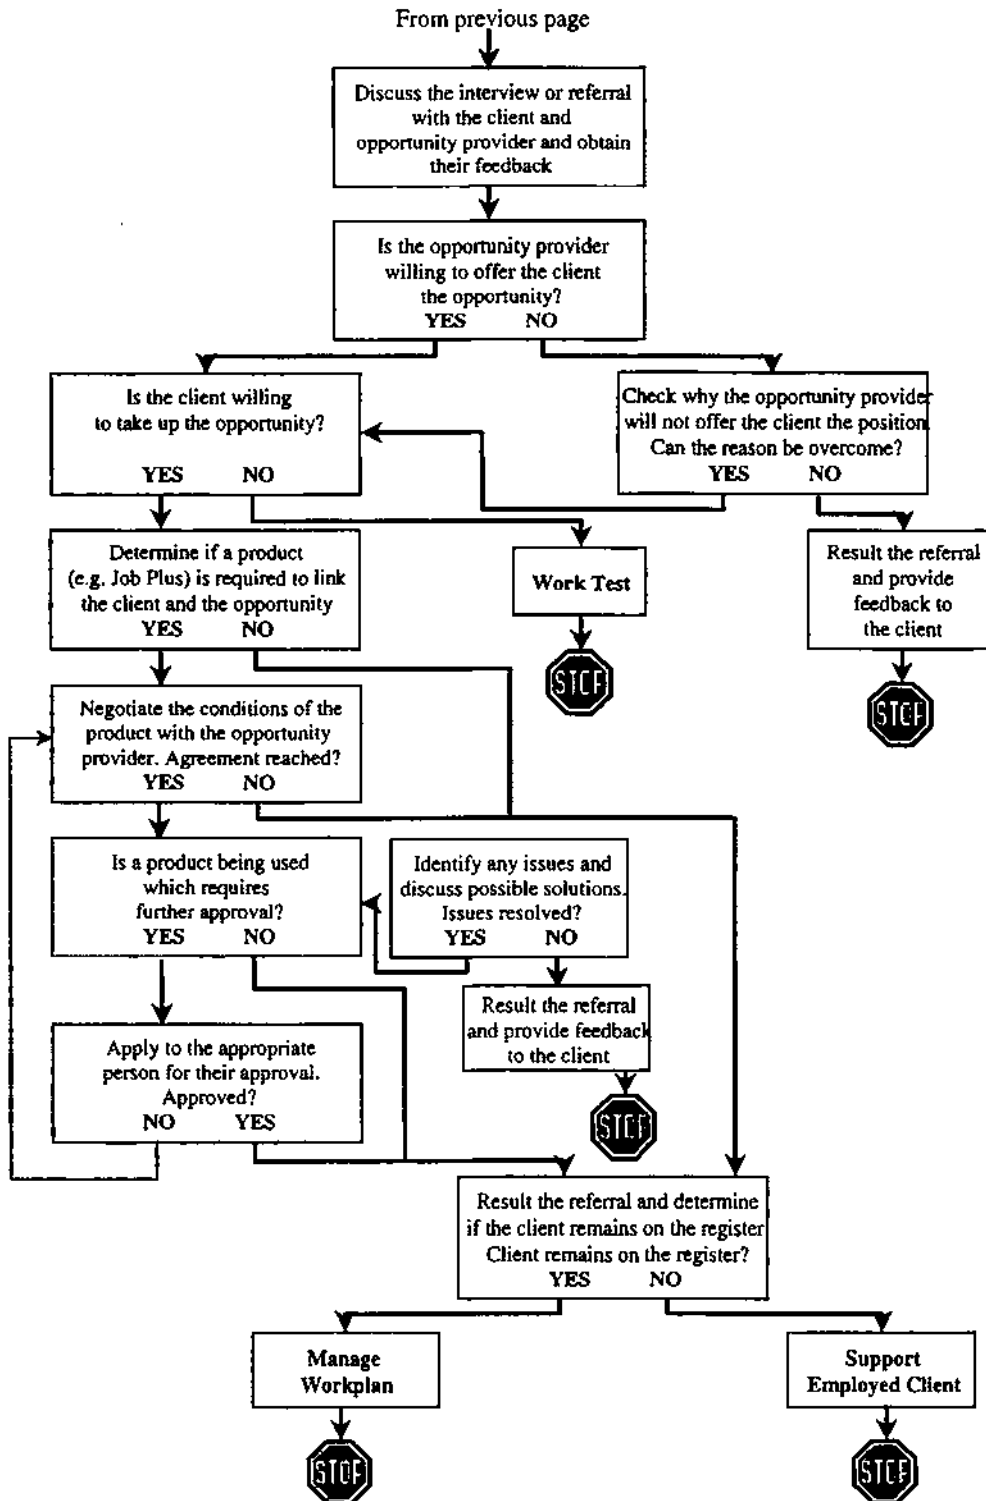 From previous page
Discuss the interview or referral
with the client and
opportunity provider and obtain
their feedback
Is the opportunity provider
willing to offer the client
the opportunity?
YES NO
Is the client willing
to take up the opportunity?
YES NO
Check why the opportunity provider
will not offer the client the position
Can the reason be overcome?
YES NO
Determine if a product
(e.g. Job Plus) is required to link
the client and the opportunity
YES NO
Work Test
STOP
Result the referral
and provide
feedback to
the client
STOP
Negotiate the conditions of the
product with the opportunity
provider. Agreement reached?
YES NO
Is a product being used
which requires
further approval?
YES NO
Identify any issues and
discuss possible solutions.
Issues resolved?
YES NO
Result the referral
and provide feedback
to the client
STOP
Apply to the appropriate
person for their approval.
Approved?
NO YES
Result the referral and determine
if the client remains on the register
Client remains on the register?
YES NO
Manage
Workplan
STOP
Support
Employed Client
STOP